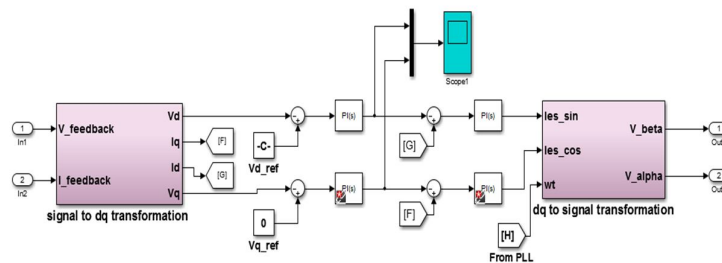 Scope1
1
In1
2
In2
V_feedback
I_feedback
Vd
Iq
Id
Vq
signal to dq transformation
[F]
[G]
-C-
Vd_ref
0
Vq_ref
PI(s)
PI(s)
[G]
[F]
PI(s)
PI(s)
les_sin
les_cos
wt
V_beta
V_alpha
dq to signal transformation
[H]
From PLL
1
Out
2
Out